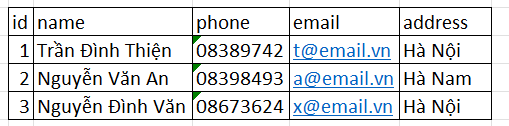 id name phone email address
1 Trần Đình Thiện 08389742 t@email.vn Hà Nội
2 Nguyễn Văn An 08398493 a@email.vn Hà Nam
3 Nguyễn Đình Văn 08673624 x@email.vn Hà Nội